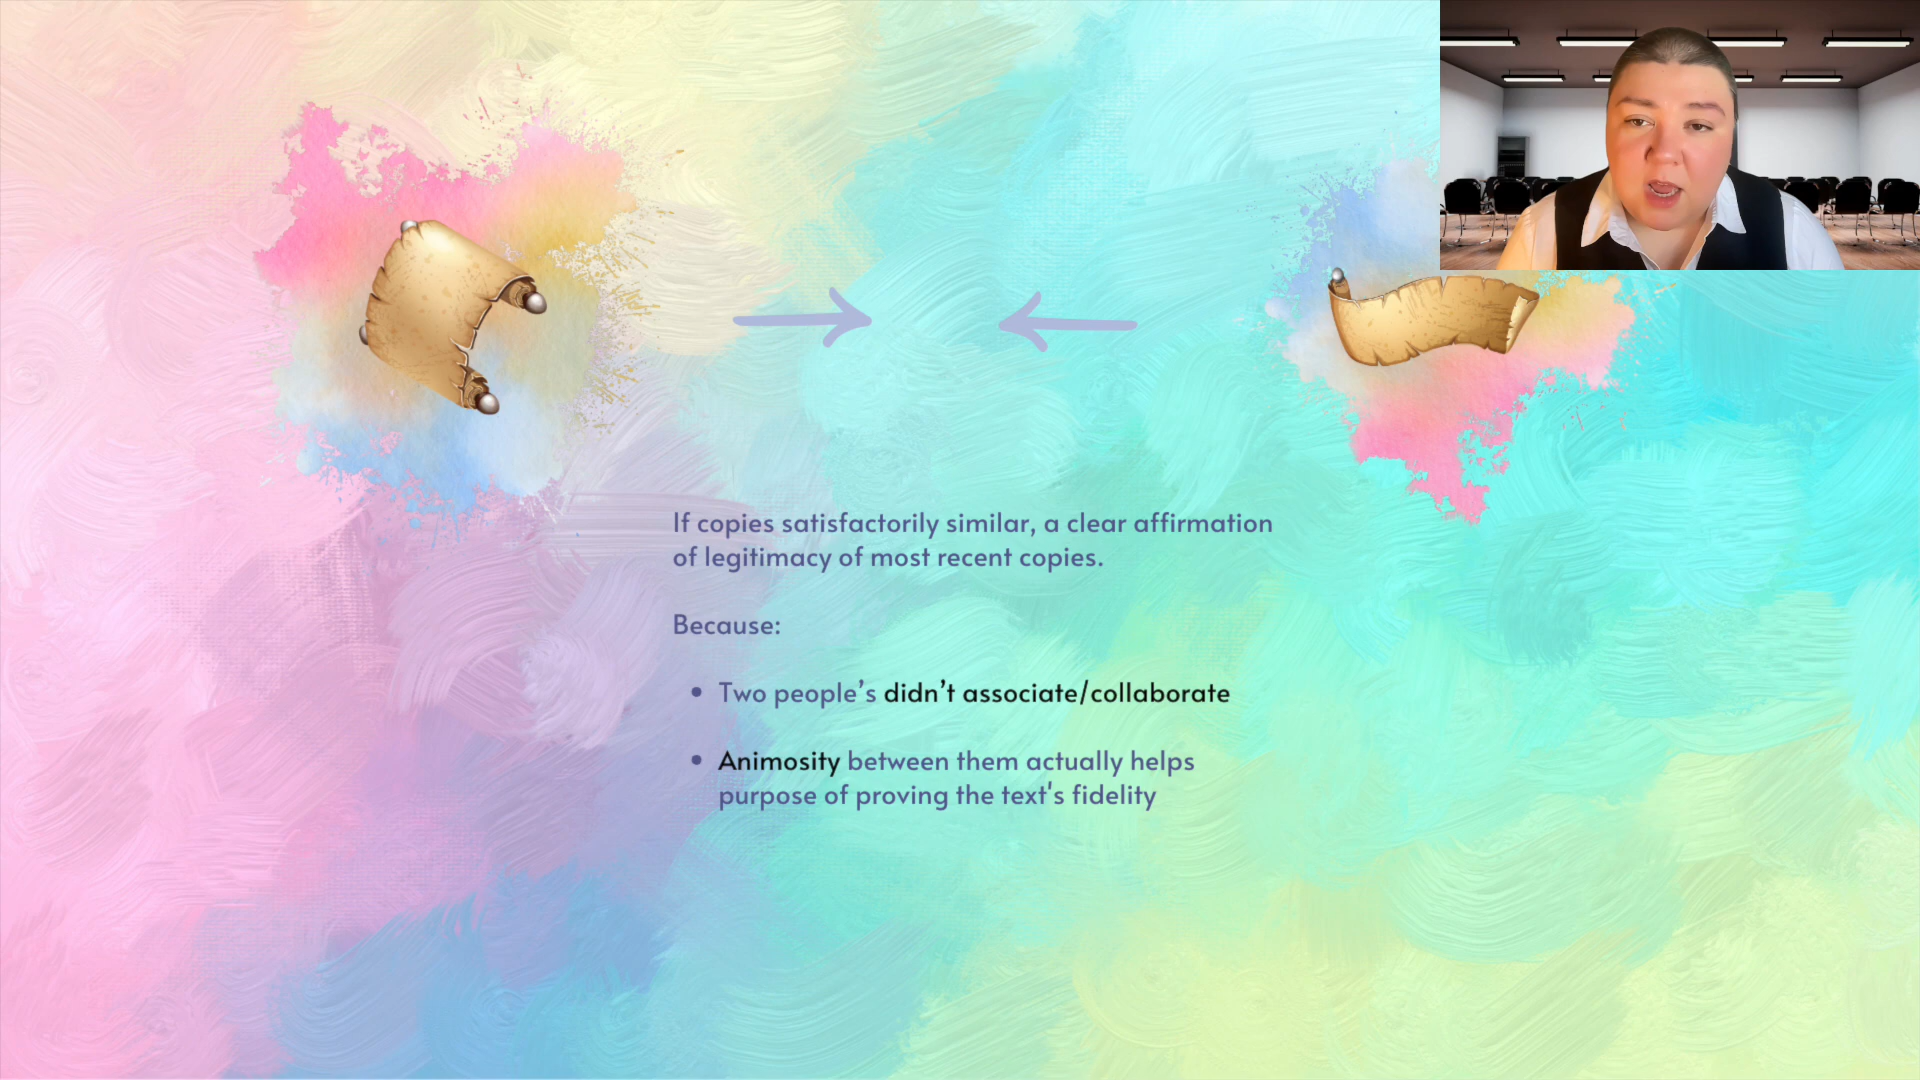 If copies satisfactorily similar, a clear affirmation
of legitimacy of most recent copies.
Because:
• Two people’s didn’t associate/collaborate
• Animosity between them actually helps
purpose of proving the text's fidelity